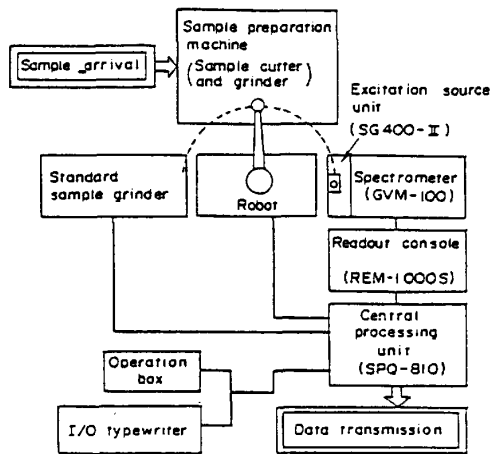 Sample preparation
machine
(Sample cutter
and grinder)
Sample arrival
Excitation source
unit
(SG400-II)
Standard
sample grinder
Robot
Spectrometer
(GVM-100)
Readout console
(REM-1000S)
Central
processing
unit
(SPQ-810)
Operation
box
I/O typewriter
Data transmission